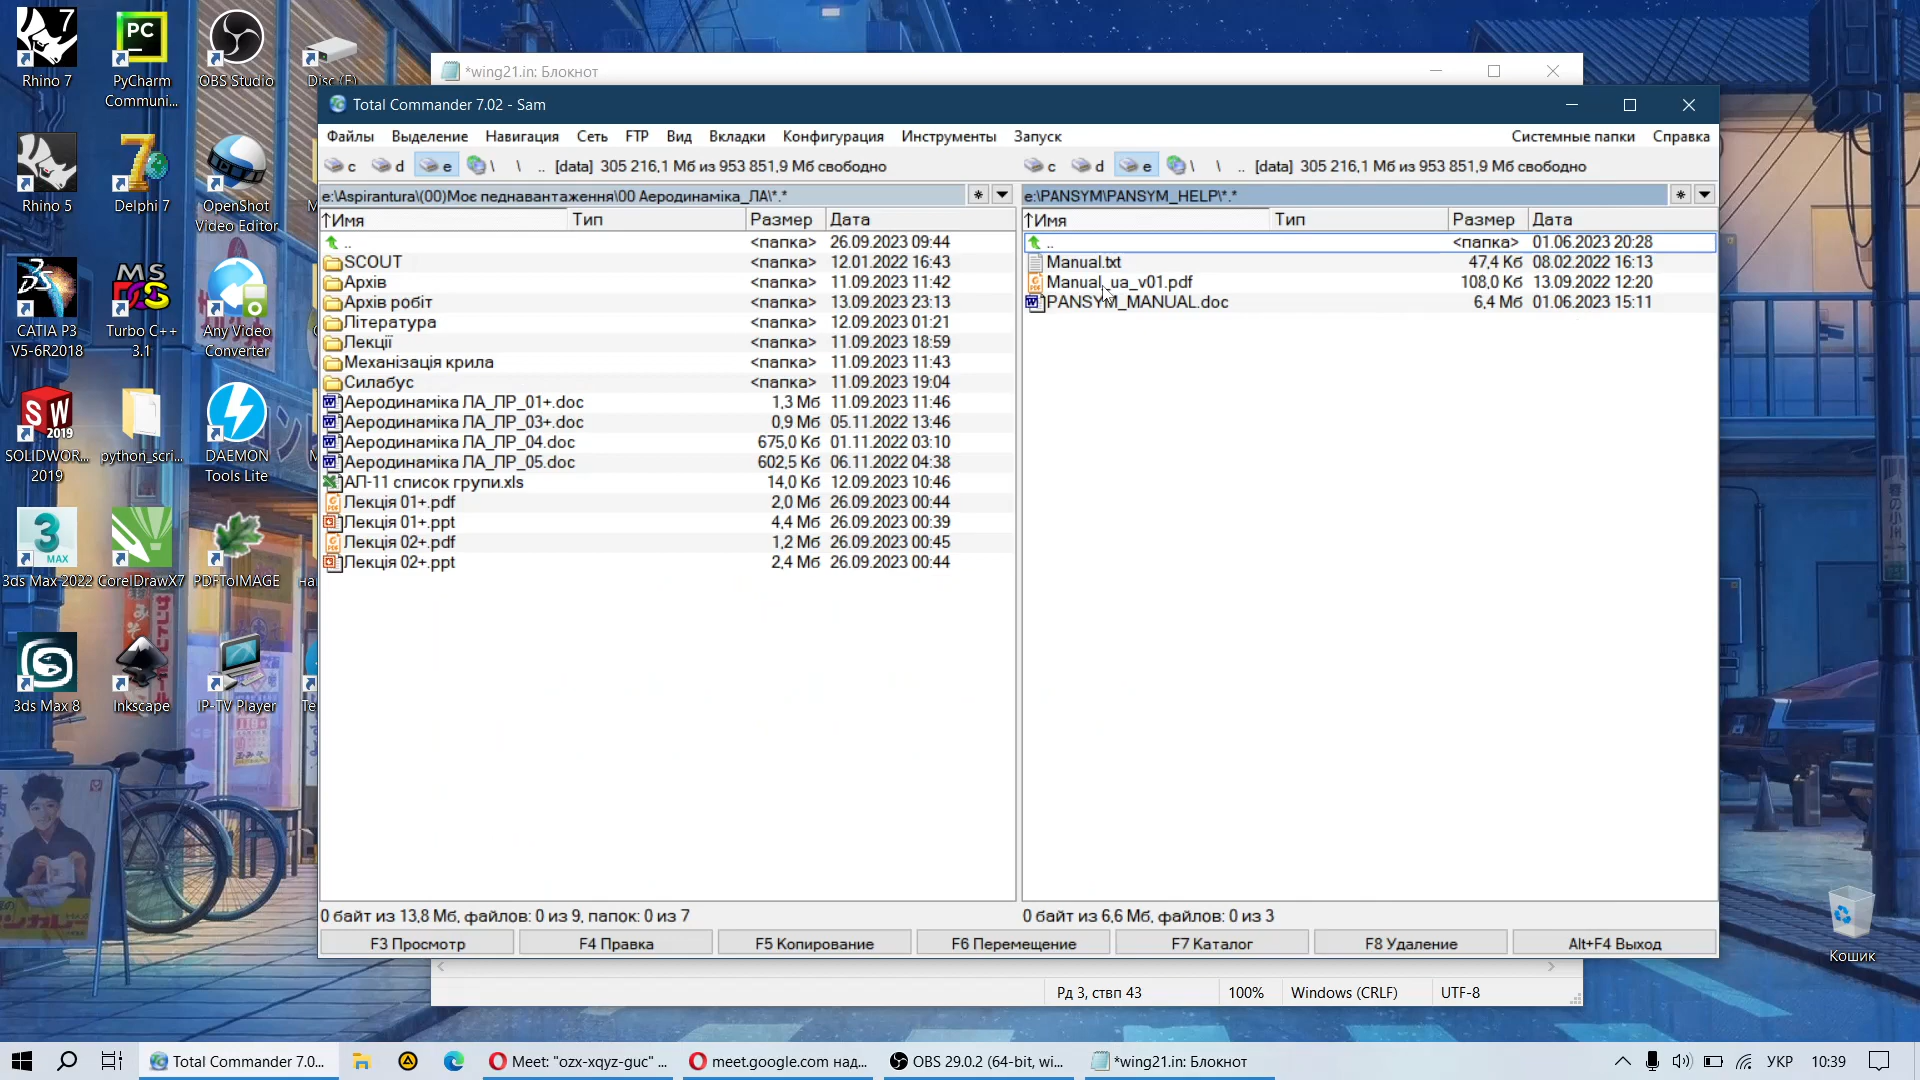 Rhino 7
PyCharm
Communi...
OBS Studio
Disc (F)
Rhino 5
Delphi 7
OpenShot
Video Editor
CATIA P3
V5-6R2018
Turbo C++
3.1
Any Video
Converter
SOLIDWOR...
2019
python_scri...
DAEMON
Tools Lite
3ds Max 2022
CorelDrawX7
PDFToIMAGE
3ds Max 8
Inkscape
IP-TV Player
Кошик
*wing21.in: Блокнот
Total Commander 7.02 - Sam
Файлы Выделение Навигация Сеть FTP Вид Вкладки Конфигурация Инструменты Запуск Системные папки Справка
c d e \ \ .. [data] 305 216,1 Мб из 953 851,9 Мб свободно
e:\Aspirantura\(00)Моє педнавантаження\00 Аеродинаміка_ЛА\*.* * 
Имя Тип Размер Дата
.. <папка> 26.09.2023 09:44
SCOUT <папка> 12.01.2022 16:43
Архів <папка> 11.09.2023 11:42
Архів робіт <папка> 13.09.2023 23:13
Література <папка> 12.09.2023 01:21
Лекції <папка> 11.09.2023 18:59
Механізація крила <папка> 11.09.2023 11:43
Силабус <папка> 11.09.2023 19:04
Аеродинаміка ЛА_ЛР_01+.doc 1,3 Мб 11.09.2023 11:46
Аеродинаміка ЛА_ЛР_03+.doc 0,9 Мб 05.11.2022 13:46
Аеродинаміка ЛА_ЛР_04.doc 675,0 Кб 01.11.2022 03:10
Аеродинаміка ЛА_ЛР_05.doc 602,5 Кб 06.11.2022 04:38
АЛ-11 список групи.xls 14,0 Кб 12.09.2023 10:46
Лекція 01+.pdf 2,0 Мб 26.09.2023 00:44
Лекція 01+.ppt 4,4 Мб 26.09.2023 00:39
Лекція 02+.pdf 1,2 Мб 26.09.2023 00:45
Лекція 02+.ppt 2,4 Мб 26.09.2023 00:44
0 байт из 13,8 Мб, файлов: 0 из 9, папок: 0 из 7
c d e \ \ .. [data] 305 216,1 Мб из 953 851,9 Мб свободно
e:\PANSYM\PANSYM_HELP\*.* *
Имя Тип Размер Дата
.. <папка> 01.06.2023 20:28
Manual.txt 47,4 Кб 08.02.2022 16:13
Manual_ua_v01.pdf 108,0 Кб 13.09.2022 12:20
PANSYM_MANUAL.doc 6,4 Мб 01.06.2023 15:11
0 байт из 6,6 Мб, файлов: 0 из 3
F3 Просмотр F4 Правка F5 Копирование F6 Перемещение F7 Каталог F8 Удаление Alt+F4 Выход
Рд 3, ствп 43 100% Windows (CRLF) UTF-8
Total Commander 7.0... Meet: "ozx-xqyz-guc" ... meet.google.com над... OBS 29.0.2 (64-bit, wi... *wing21.in: Блокнот УКР 10:39